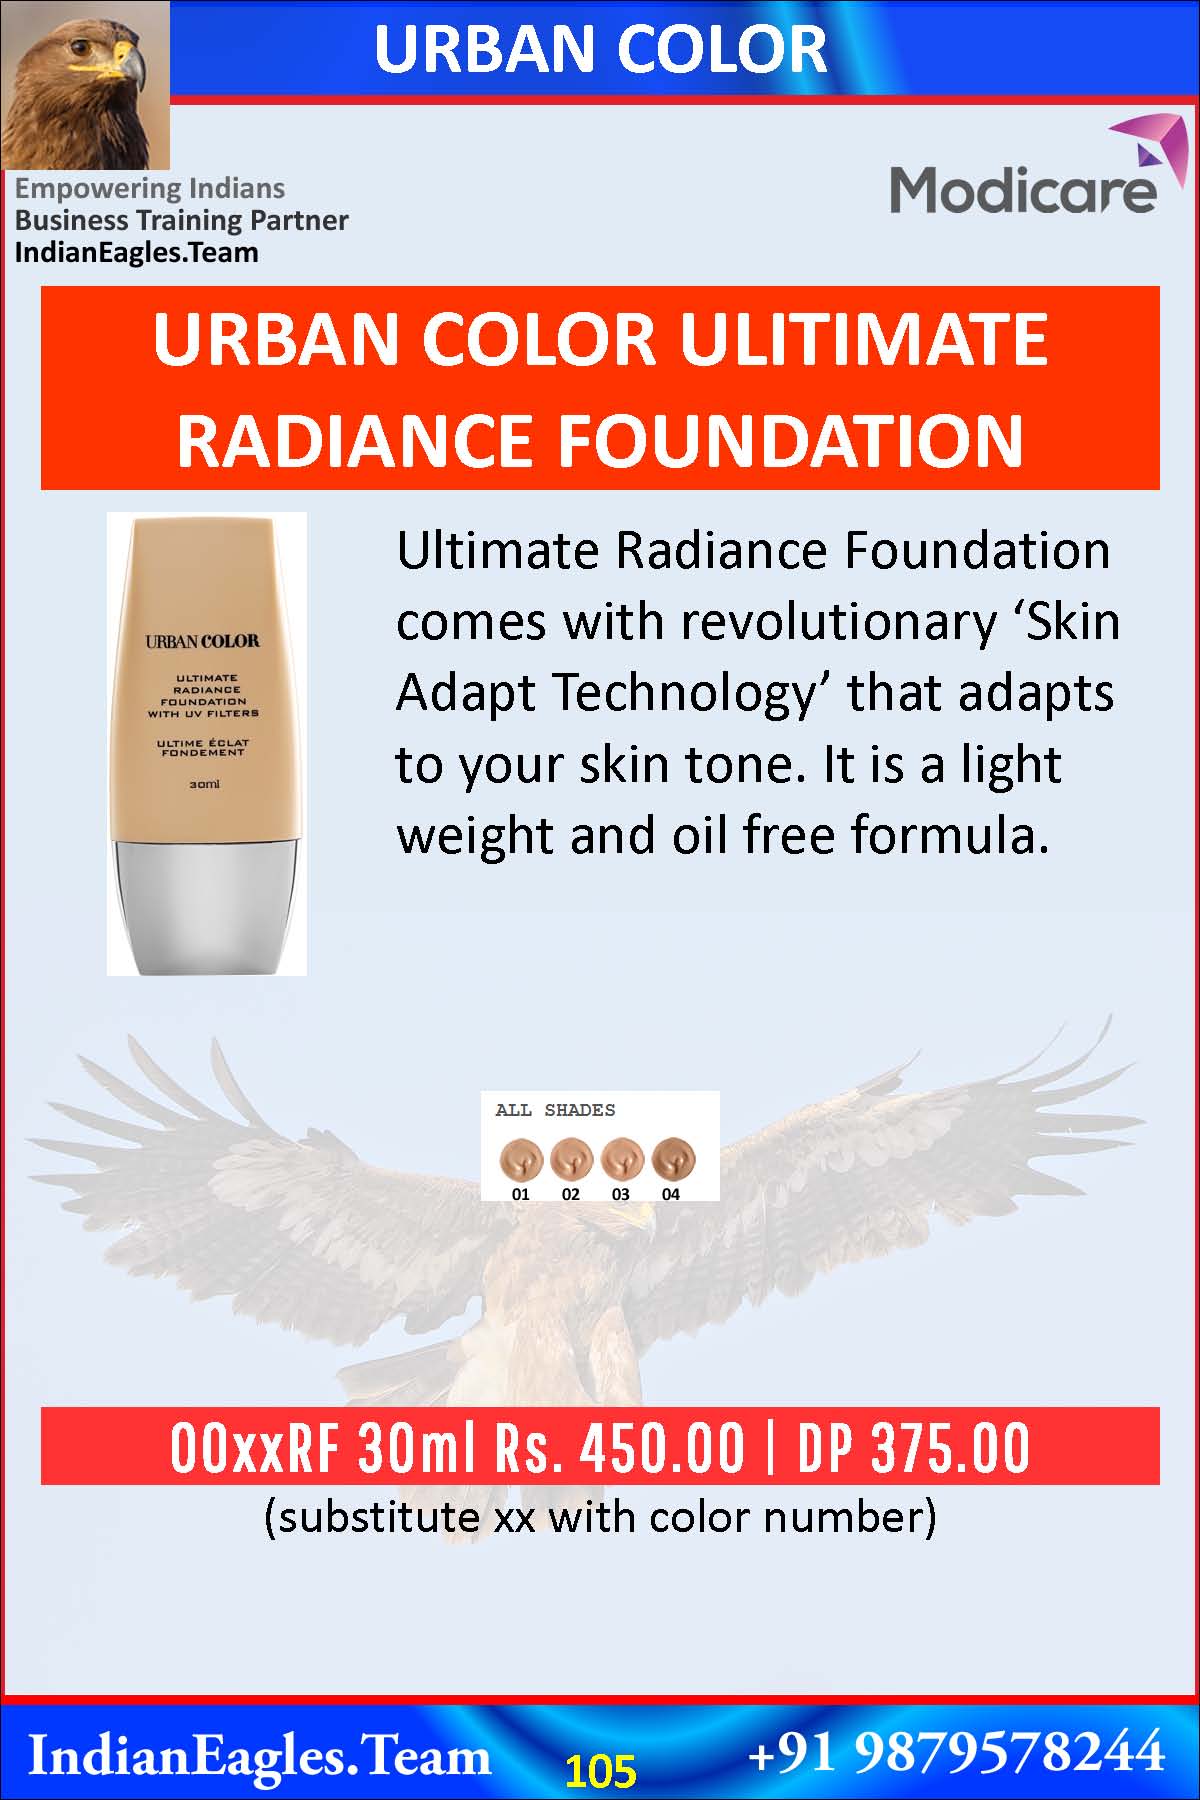 URBAN COLOR
Empowering Indians
Business Training Partner
IndianEagles.Team
Modicare
URBAN COLOR ULITIMATE
RADIANCE FOUNDATION
URBAN COLOR
ULTIMATE
RADIANCE
FOUNDATION
WITH UV FILTERS
ULTIME ÉCLAT
FONDEMENT
30ml
Ultimate Radiance Foundation
comes with revolutionary ‘Skin
Adapt Technology’ that adapts
to your skin tone. It is a light
weight and oil free formula.
ALL SHADES
01 02 03 04
00xxRF 30ml Rs. 450.00 | DP 375.00
(substitute xx with color number)
IndianEagles.Team 105 +91 9879578244